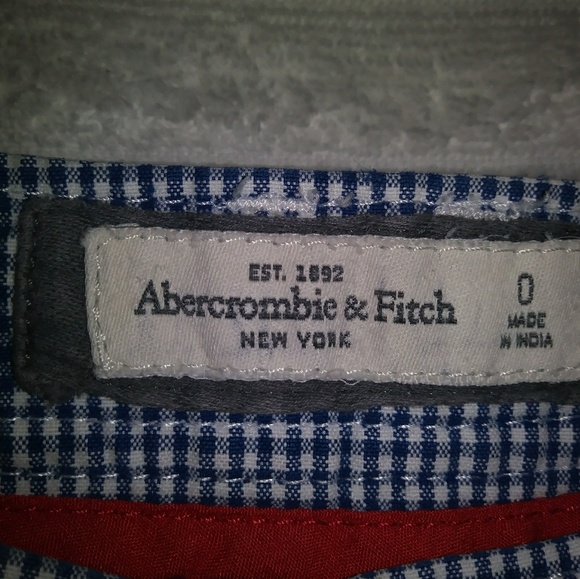 EST. 1892
Abercrombie & Fitch
NEW YORK
0
MADE
IN INDIA